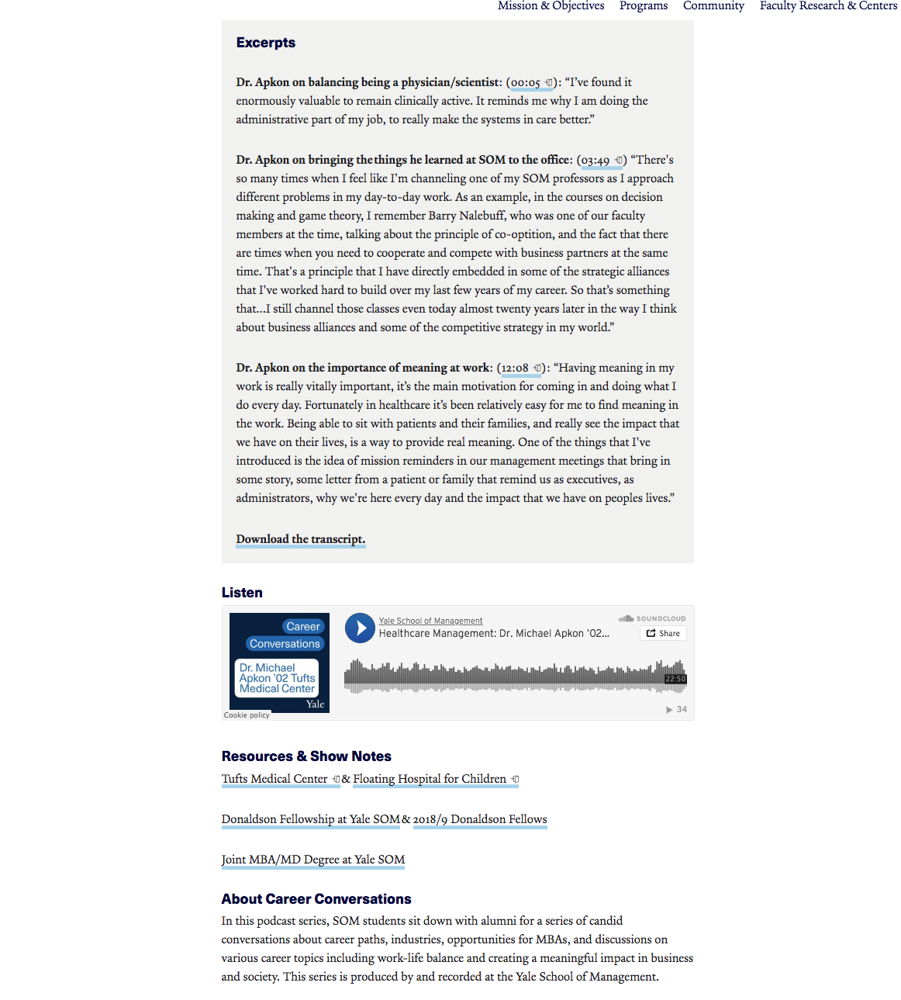 Mission & Objectives Programs Community Faculty Research & Centers
Excerpts
Dr. Apkon on balancing being a physician/scientist: (00:05): “I’ve found it
enormously valuable to remain clinically active. It reminds me why I am doing the
administrative part of my job, to really make the systems in care better.”
Dr. Apkon on bringing the things he learned at SOM to the office: (03:49) “There's
so many times when I feel like I'm channeling one of my SOM professors as I approach
different problems in my day-to-day work. As an example, in the courses on decision
making and game theory, I remember Barry Nalebuff, who was one of our faculty
members at the time, talking about the principle of co-optition, and the fact that there
are times when you need to cooperate and compete with business partners at the same
time. That's a principle that I have directly embedded in some of the strategic alliances
that I've worked hard to build over my last few years of my career. So that’s something
that...I still channel those classes even today almost twenty years later in the way I think
about business alliances and some of the competitive strategy in my world.”
Dr. Apkon on the importance of meaning at work: (12:08): “Having meaning in my
work is really vitally important, it’s the main motivation for coming in and doing what I
do every day. Fortunately in healthcare it’s been relatively easy for me to find meaning in
the work. Being able to sit with patients and their families, and really see the impact that
we have on their lives, is a way to provide real meaning. One of the things that I've
introduced is the idea of mission reminders in our management meetings that bring in
some story, some letter from a patient or family that remind us as executives, as
administrators, why we're here every day and the impact that we have on peoples lives.”
Download the transcript.
Listen
Career
Conversations
Dr. Michael
Apkon '02 Tufts
Medical Center
Yale
Cookie policy
Yale School of Management
Healthcare Management: Dr. Michael Apkon '02...
SOUNDCLOUD
Share
22:50
34
Resources & Show Notes
Tufts Medical Center & Floating Hospital for Children
Donaldson Fellowship at Yale SOM & 2018/9 Donaldson Fellows
Joint MBA/MD Degree at Yale SOM
About Career Conversations
In this podcast series, SOM students sit down with alumni for a series of candid
conversations about career paths, industries, opportunities for MBAs, and discussions on
various career topics including work-life balance and creating a meaningful impact in business
and society. This series is produced by and recorded at the Yale School of Management.